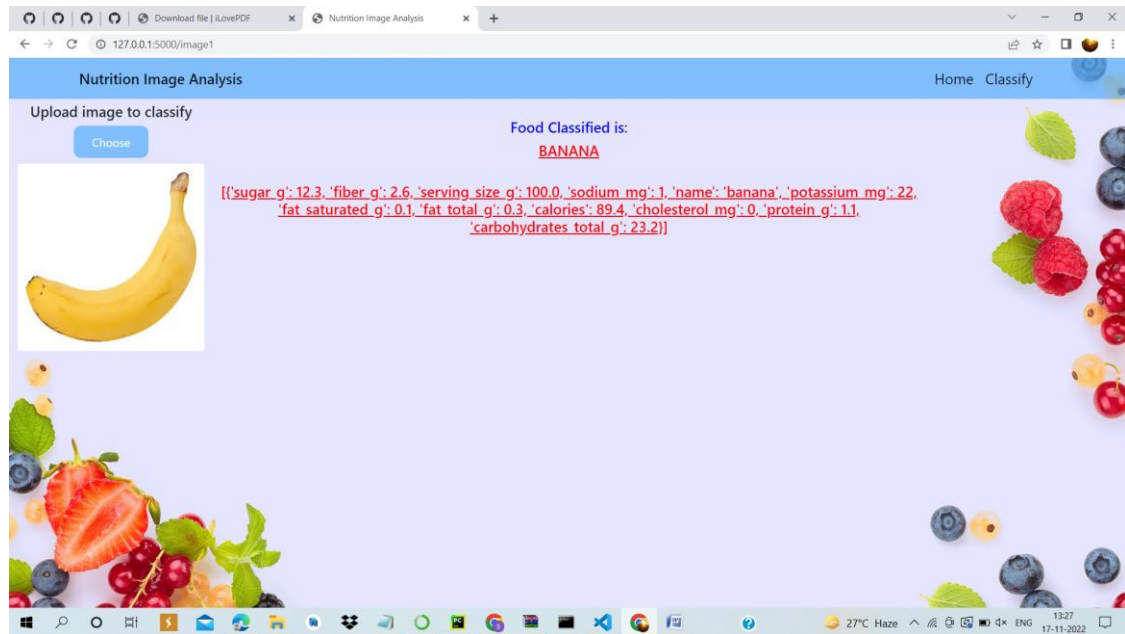 Download file | iLovePDF
Nutrition Image Analysis
127.0.0.1:5000/image1
Nutrition Image Analysis
Home Classify
Upload image to classify
Choose
Food Classified is:
BANANA
[{'sugar_g': 12.3, 'fiber_g': 2.6, 'serving_size_g': 100.0, 'sodium_mg': 1, 'name': 'banana', 'potassium_mg': 22,
'fat_saturated_g': 0.1, 'fat_total_g': 0.3, 'calories': 89.4, 'cholesterol_mg': 0, 'protein_g': 1.1,
'carbohydrates_total_g': 23.2}]
27°C Haze
ENG
13:27
17-11-2022